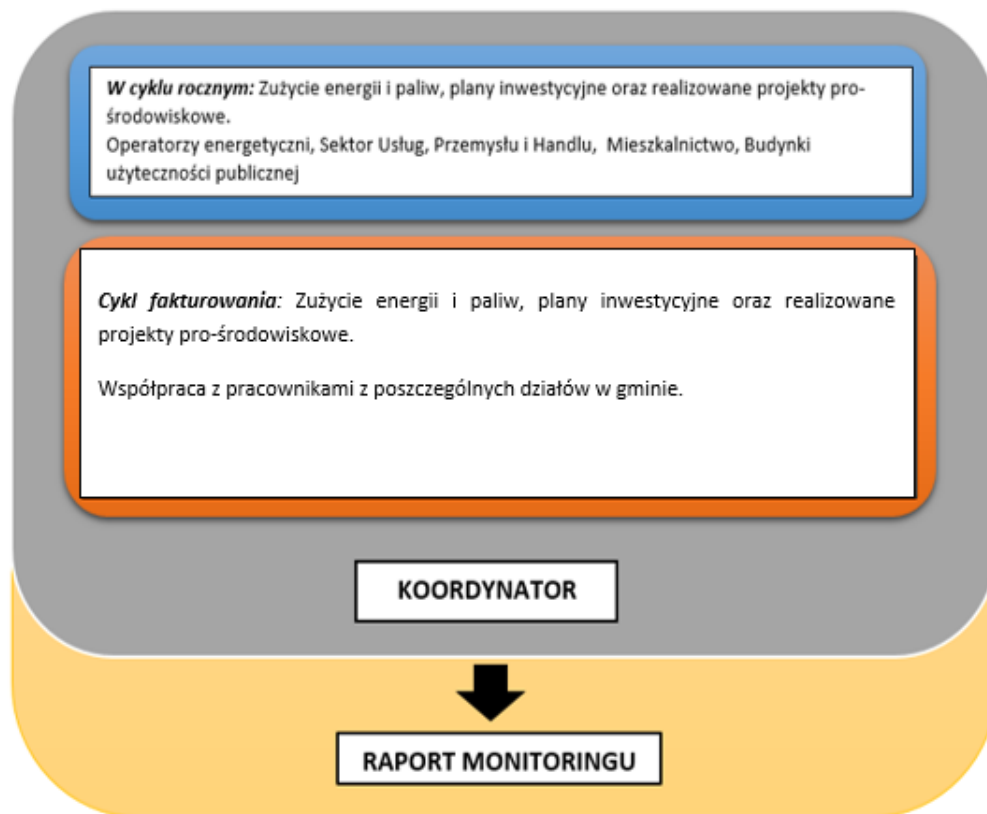 W cyklu rocznym: Zużycie energii i paliw, plany inwestycyjne oraz realizowane projekty pro-
środowiskowe.
Operatorzy energetyczni, Sektor Usług, Przemysłu i Handlu, Mieszkalnictwo, Budynki
użyteczności publicznej
Cykl fakturowania: Zużycie energii i paliw, plany inwestycyjne oraz realizowane
projekty pro-środowiskowe.
Współpraca z pracownikami z poszczególnych działów w gminie.
KOORDYNATOR
RAPORT MONITORINGU